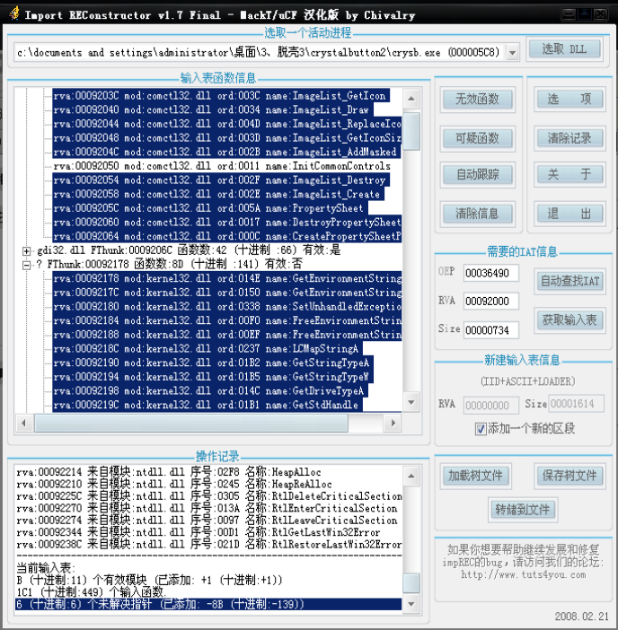 Import REConstructor v1.7 Final - MackT/uCF 汉化版 by Chivalry
选取一个活动进程
c:\documents and settings\administrator\桌面\3、脱壳3\crystalbutton2\crysb.exe (000005C8)
选取 DLL
输入表函数信息
rva:0009203C mod:comctl32.dll ord:003C name:ImageList_GetIcon
rva:00092040 mod:comctl32.dll ord:0034 name:ImageList_Draw
rva:00092044 mod:comctl32.dll ord:004D name:ImageList_ReplaceIco
rva:00092048 mod:comctl32.dll ord:003D name:ImageList_GetIconSiz
rva:0009204C mod:comctl32.dll ord:002B name:ImageList_AddMasked
rva:00092050 mod:comctl32.dll ord:0011 name:InitCommonControls
rva:00092054 mod:comctl32.dll ord:002F name:ImageList_Destroy
rva:00092058 mod:comctl32.dll ord:002E name:ImageList_Create
rva:0009205C mod:comctl32.dll ord:005A name:PropertySheet
rva:00092060 mod:comctl32.dll ord:0017 name:DestroyPropertySheet
rva:00092064 mod:comctl32.dll ord:000C name:CreatePropertySheetP
gdi32.dll FThunk:0009206C 函数数:42 (十进制 :66) 有效:是
? FThunk:00092178 函数数:8D (十进制 :141) 有效:否
rva:00092178 mod:kernel32.dll ord:014E name:GetEnvironmentString
rva:0009217C mod:kernel32.dll ord:0150 name:GetEnvironmentString
rva:00092180 mod:kernel32.dll ord:0338 name:SetUnhandledExceptio
rva:00092184 mod:kernel32.dll ord:00F0 name:FreeEnvironmentStrin
rva:00092188 mod:kernel32.dll ord:00EF name:FreeEnvironmentStrin
rva:0009218C mod:kernel32.dll ord:0237 name:LCMapStringA
rva:00092190 mod:kernel32.dll ord:01B2 name:GetStringTypeA
rva:00092194 mod:kernel32.dll ord:01B5 name:GetStringTypeW
rva:00092198 mod:kernel32.dll ord:014C name:GetDriveTypeA
rva:0009219C mod:kernel32.dll ord:01B1 name:GetStdHandle
无效函数
选 项
可疑函数
清除记录
自动跟踪
关 于
清除信息
退 出
需要的IAT信息
OEP 00036490
自动查找IAT
RVA 00092000
获取输入表
Size 00000734
新建输入表信息
(IID+ASCII+LOADER)
RVA 00000000 Size 00001614
添加一个新的区段
操作记录
rva:00092214 来自模块:ntdll.dll 序号:02F8 名称:HeapAlloc
rva:00092210 来自模块:ntdll.dll 序号:0245 名称:HeapReAlloc
rva:0009225C 来自模块:ntdll.dll 序号:0305 名称:RtlDeleteCriticalSection
rva:00092270 来自模块:ntdll.dll 序号:013A 名称:RtlEnterCriticalSection
rva:00092274 来自模块:ntdll.dll 序号:0097 名称:RtlLeaveCriticalSection
rva:00092344 来自模块:ntdll.dll 序号:00D1 名称:RtlGetLastWin32Error
rva:0009238C 来自模块:ntdll.dll 序号:021D 名称:RtlRestoreLastWin32Error
当前输入表:
B (十进制:11) 个有效模块 (已添加: +1 (十进制:+1))
1C1 (十进制:449) 个输入函数.
6 (十进制:6) 个未解决指针 (已添加: -8B (十进制:-139))
加载树文件
保存树文件
转储到文件
如果你想要帮助继续发展和修复
impREC的bug,请访问我们的论坛:
http://www.tuts4you.com
2008.02.21